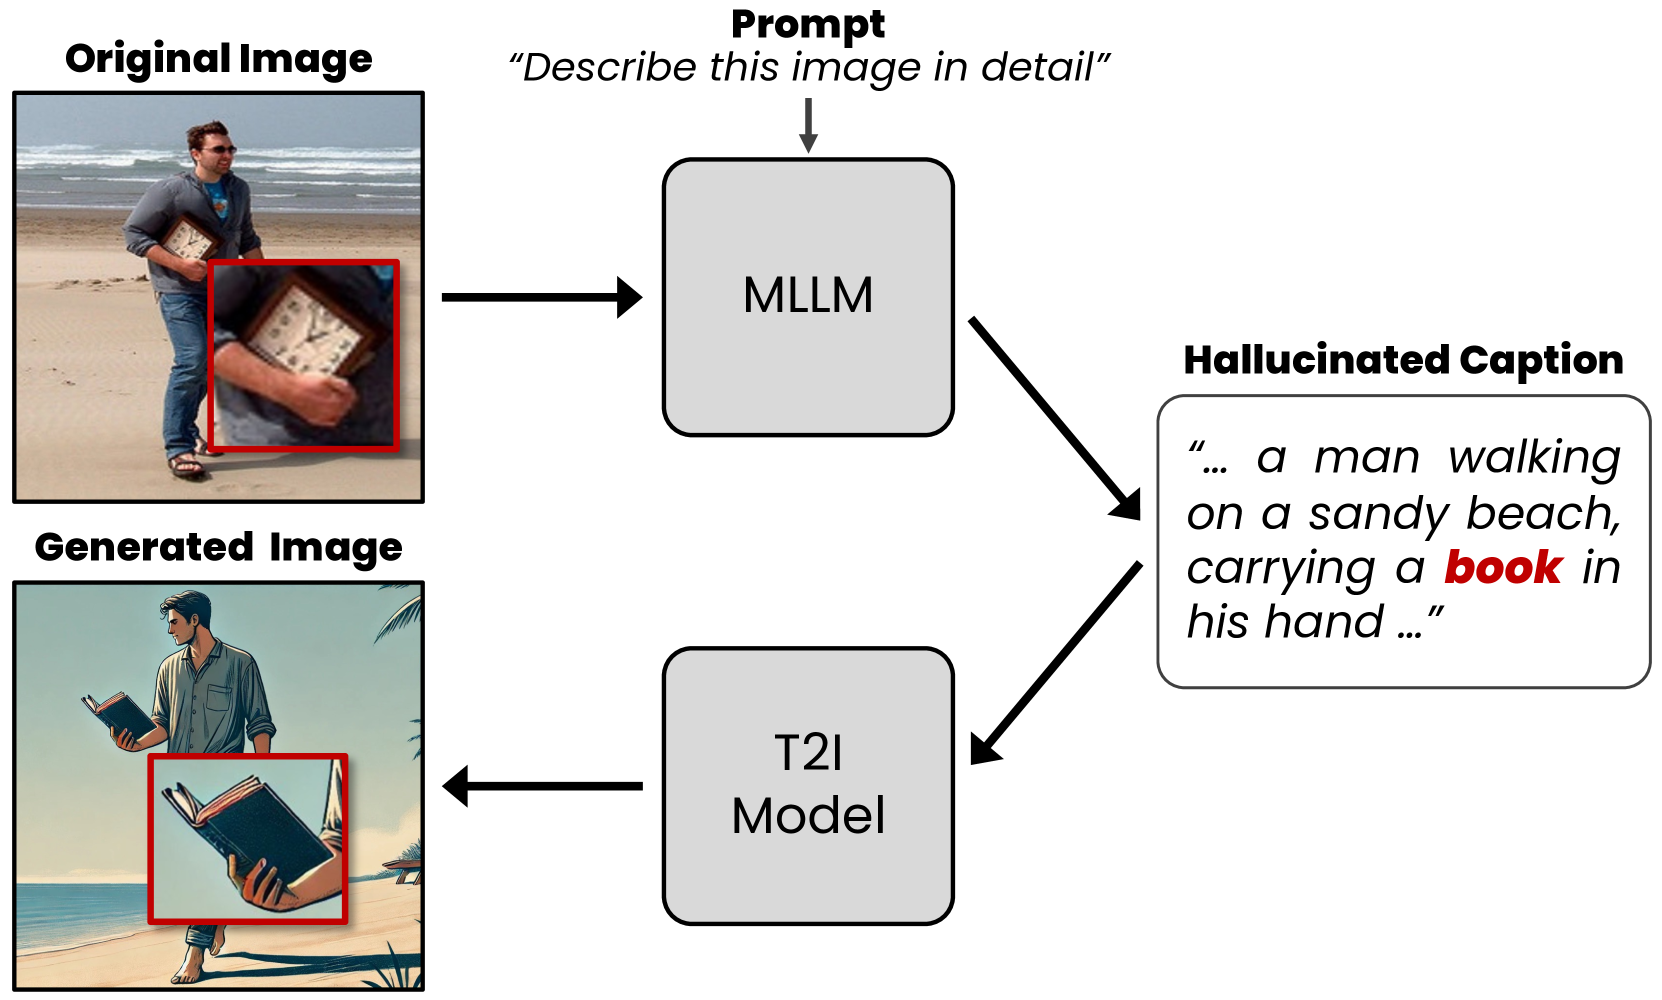 Prompt
“Describe this image in detail”
Original Image
MLLM
Hallucinated Caption
“… a man walking
on a sandy beach,
carrying a book in
his hand …”
Generated Image
T2I
Model